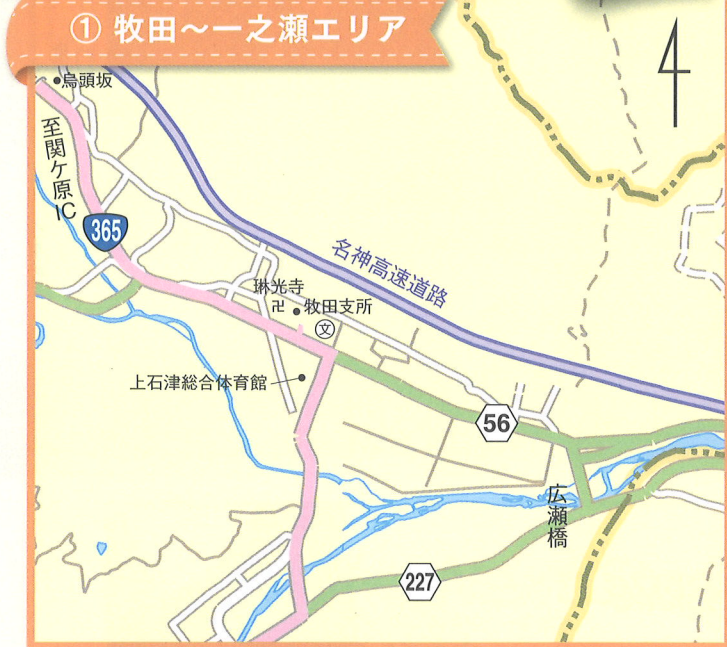 ① 牧田～一之瀬エリア
烏頭坂
至関ケ原IC
365
名神高速道路
琳光寺
卍
牧田支所
文
上石津総合体育館
56
広瀬橋
227